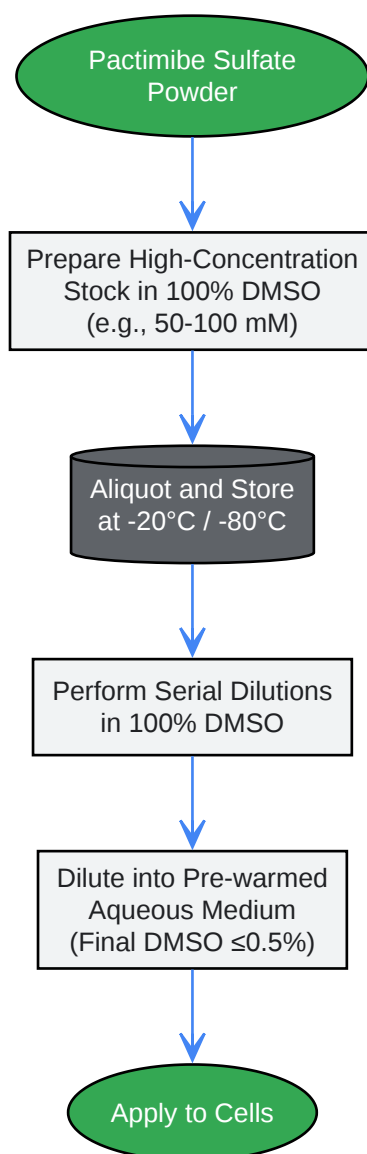 Pactimibe Sulfate
Powder
Prepare High-Concentration
Stock in 100% DMSO
(e.g., 50-100 mM)
Aliquot and Store
at -20°C / -80°C
Perform Serial Dilutions
in 100% DMSO
Dilute into Pre-warmed
Aqueous Medium
(Final DMSO ≤0.5%)
Apply to Cells